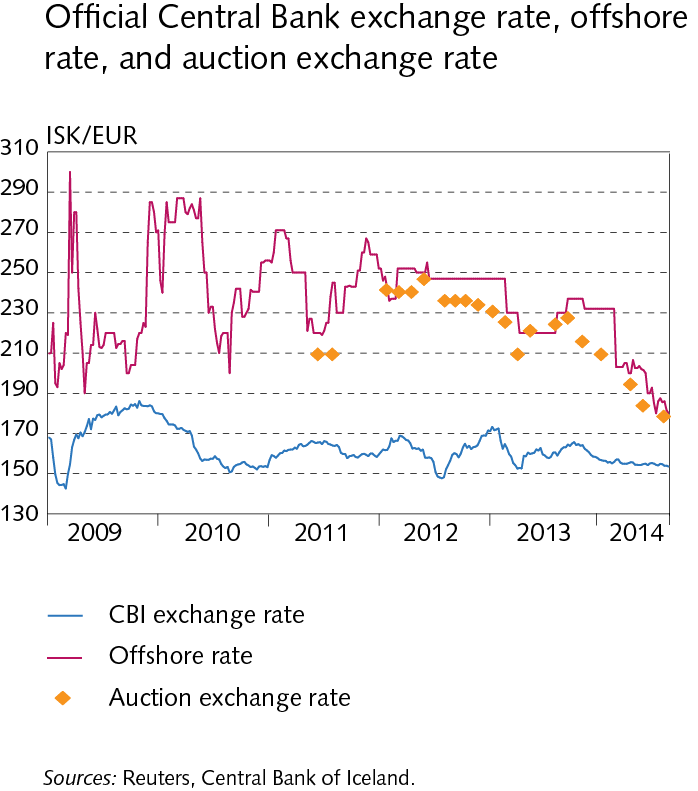 Official Central Bank exchange rate, offshore
rate, and auction exchange rate
ISK/EUR
310
290
270
250
230
210
190
170
150
130
2009 2010 2011 2012 2013 2014
CBI exchange rate
Offshore rate
Auction exchange rate
Sources: Reuters, Central Bank of Iceland.